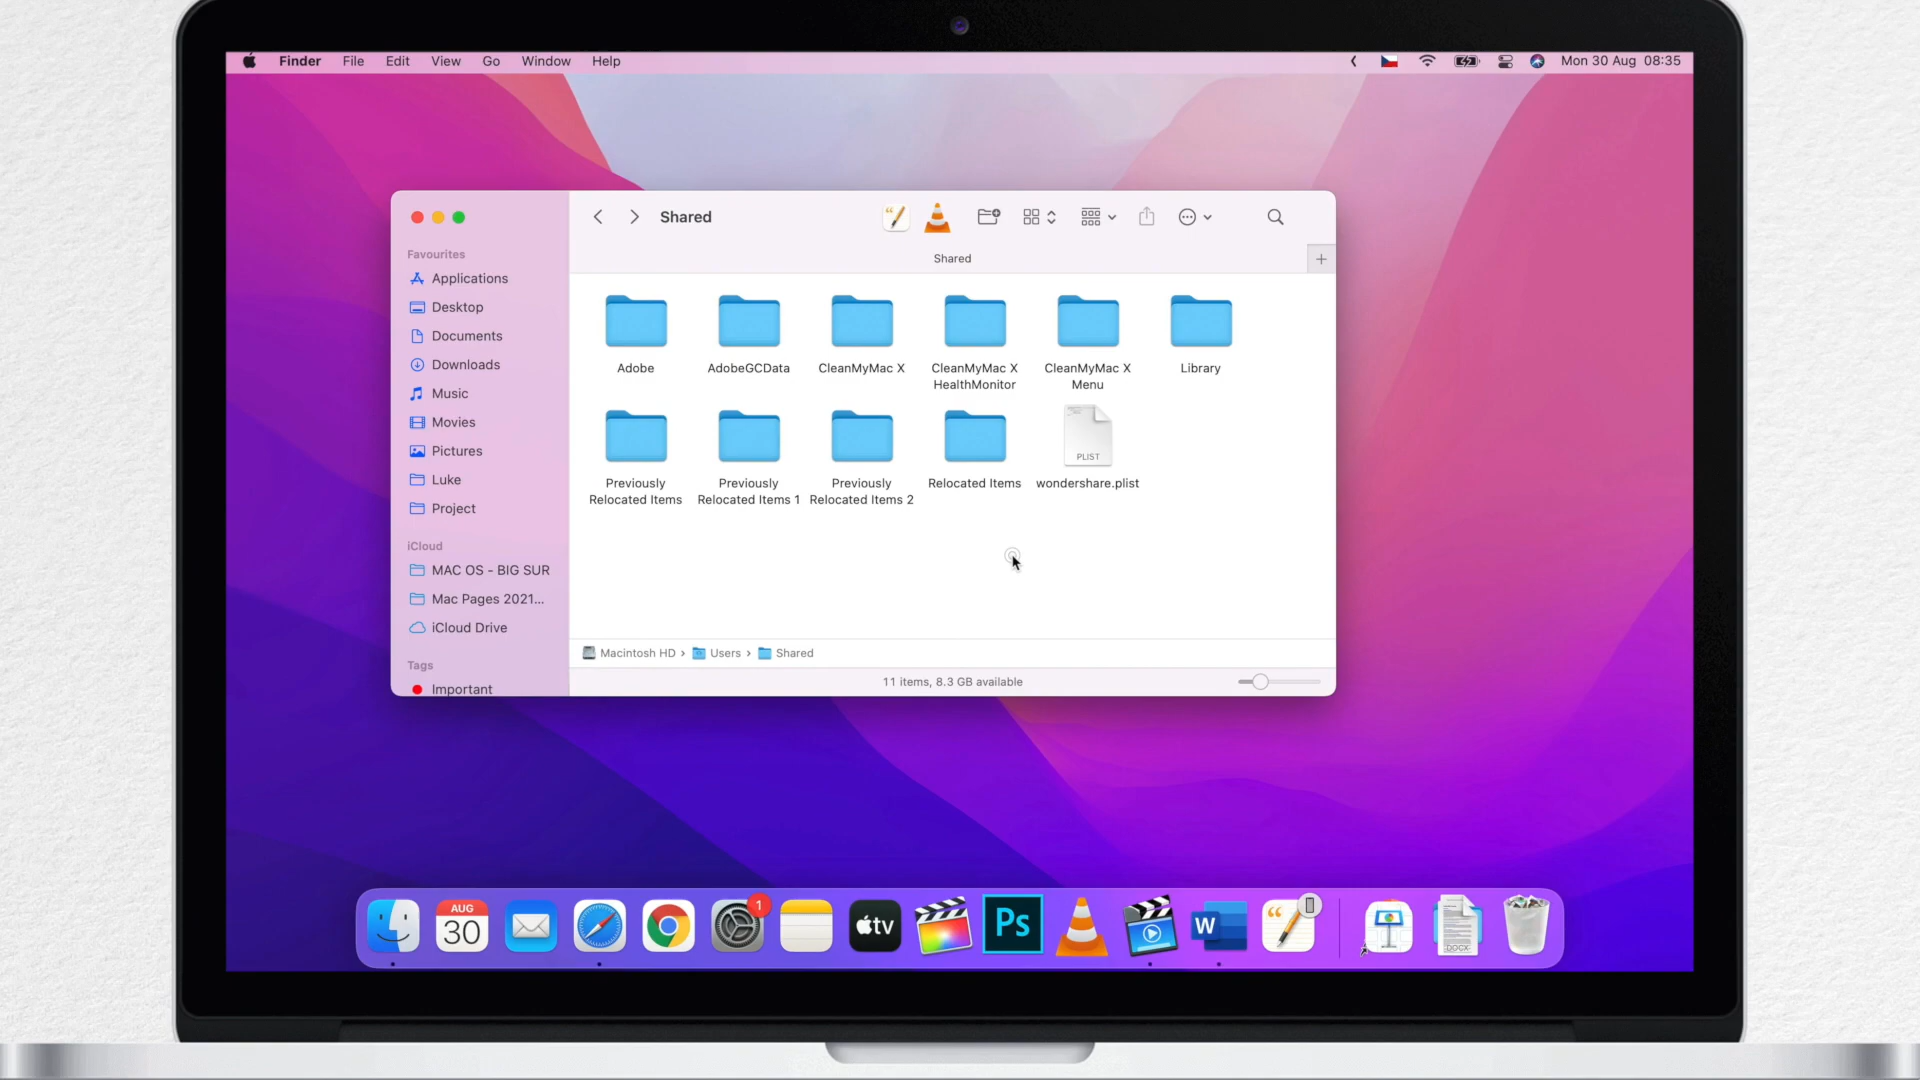 Finder File Edit View Go Window Help Mon 30 Aug 08:35
Shared
Shared
Favourites
Applications
Desktop
Documents
Downloads
Music
Movies
Pictures
Luke
Project
iCloud
MAC OS - BIG SUR
Mac Pages 2021...
iCloud Drive
Tags
Important
Adobe
AdobeGCData
CleanMyMac X
CleanMyMac X
HealthMonitor
CleanMyMac X
Menu
Library
Previously
Relocated Items
Previously
Relocated Items 1
Previously
Relocated Items 2
Relocated Items
PLIST
wondershare.plist
Macintosh HD › Users › Shared
11 items, 8.3 GB available
AUG
30
1
tv
Ps
W
DOCX